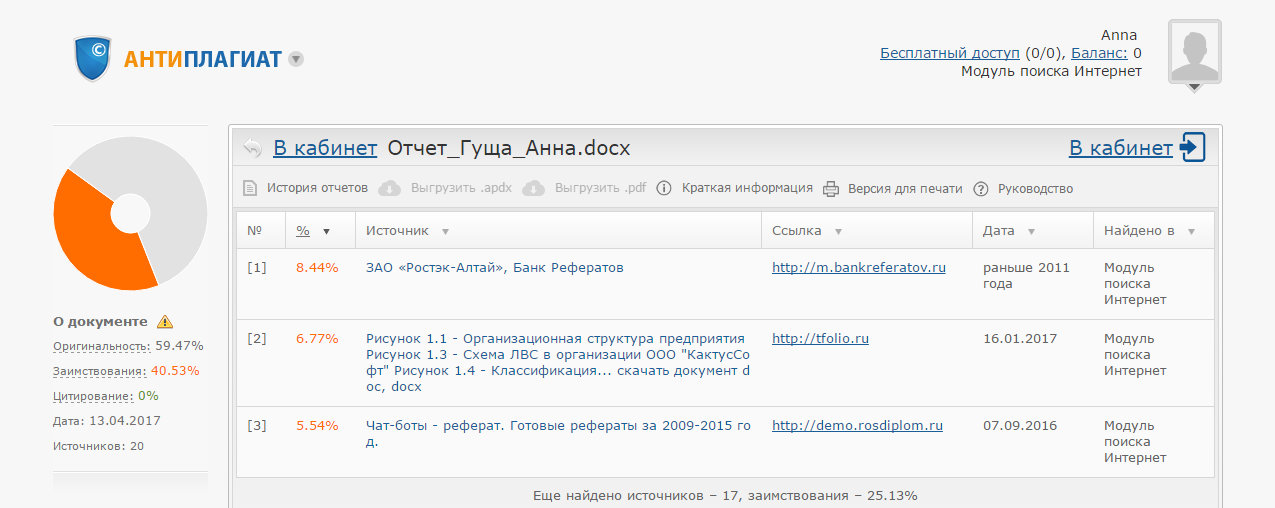 ©
АНТИПЛАГИАТ
Anna
Бесплатный доступ (0/0), Баланс: 0
Модуль поиска Интернет
О документе
Оригинальность: 59.47%
Заимствования: 40.53%
Цитирование: 0%
Дата: 13.04.2017
Источников: 20
В кабинет Отчет_Гуща_Анна.docx В кабинет
История отчетов Выгрузить .apdx Выгрузить .pdf Краткая информация Версия для печати Руководство
№ % Источник Ссылка Дата Найдено в
[1] 8.44% ЗАО «Ростэк-Алтай», Банк Рефератов http://m.bankreferatov.ru раньше 2011 Модуль
года поиска
Интернет
[2] 6.77% Рисунок 1.1 - Организационная структура предприятия http://tfolio.ru 16.01.2017 Модуль
Рисунок 1.3 - Схема ЛВС в организации ООО "КактусСо поиска
фт" Рисунок 1.4 - Классификация... скачать документ d Интернет
oc, docx
[3] 5.54% Чат-боты - реферат. Готовые рефераты за 2009-2015 го http://demo.rosdiplom.ru 07.09.2016 Модуль
д. поиска
Интернет
Еще найдено источников – 17, заимствования – 25.13%